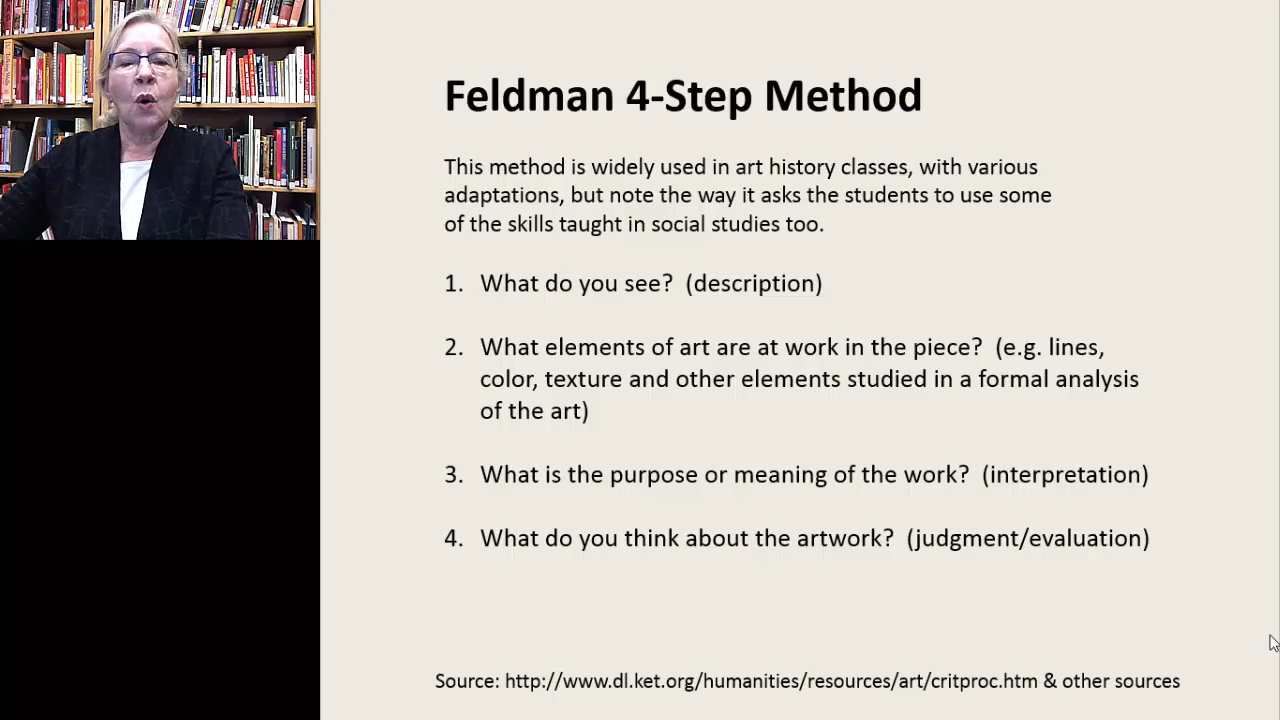 Feldman 4-Step Method
This method is widely used in art history classes, with various
adaptations, but note the way it asks the students to use some
of the skills taught in social studies too.
1. What do you see? (description)
2. What elements of art are at work in the piece? (e.g. lines,
color, texture and other elements studied in a formal analysis
of the art)
3. What is the purpose or meaning of the work? (interpretation)
4. What do you think about the artwork? (judgment/evaluation)
Source: http://www.dl.ket.org/humanities/resources/art/critproc.htm & other sources